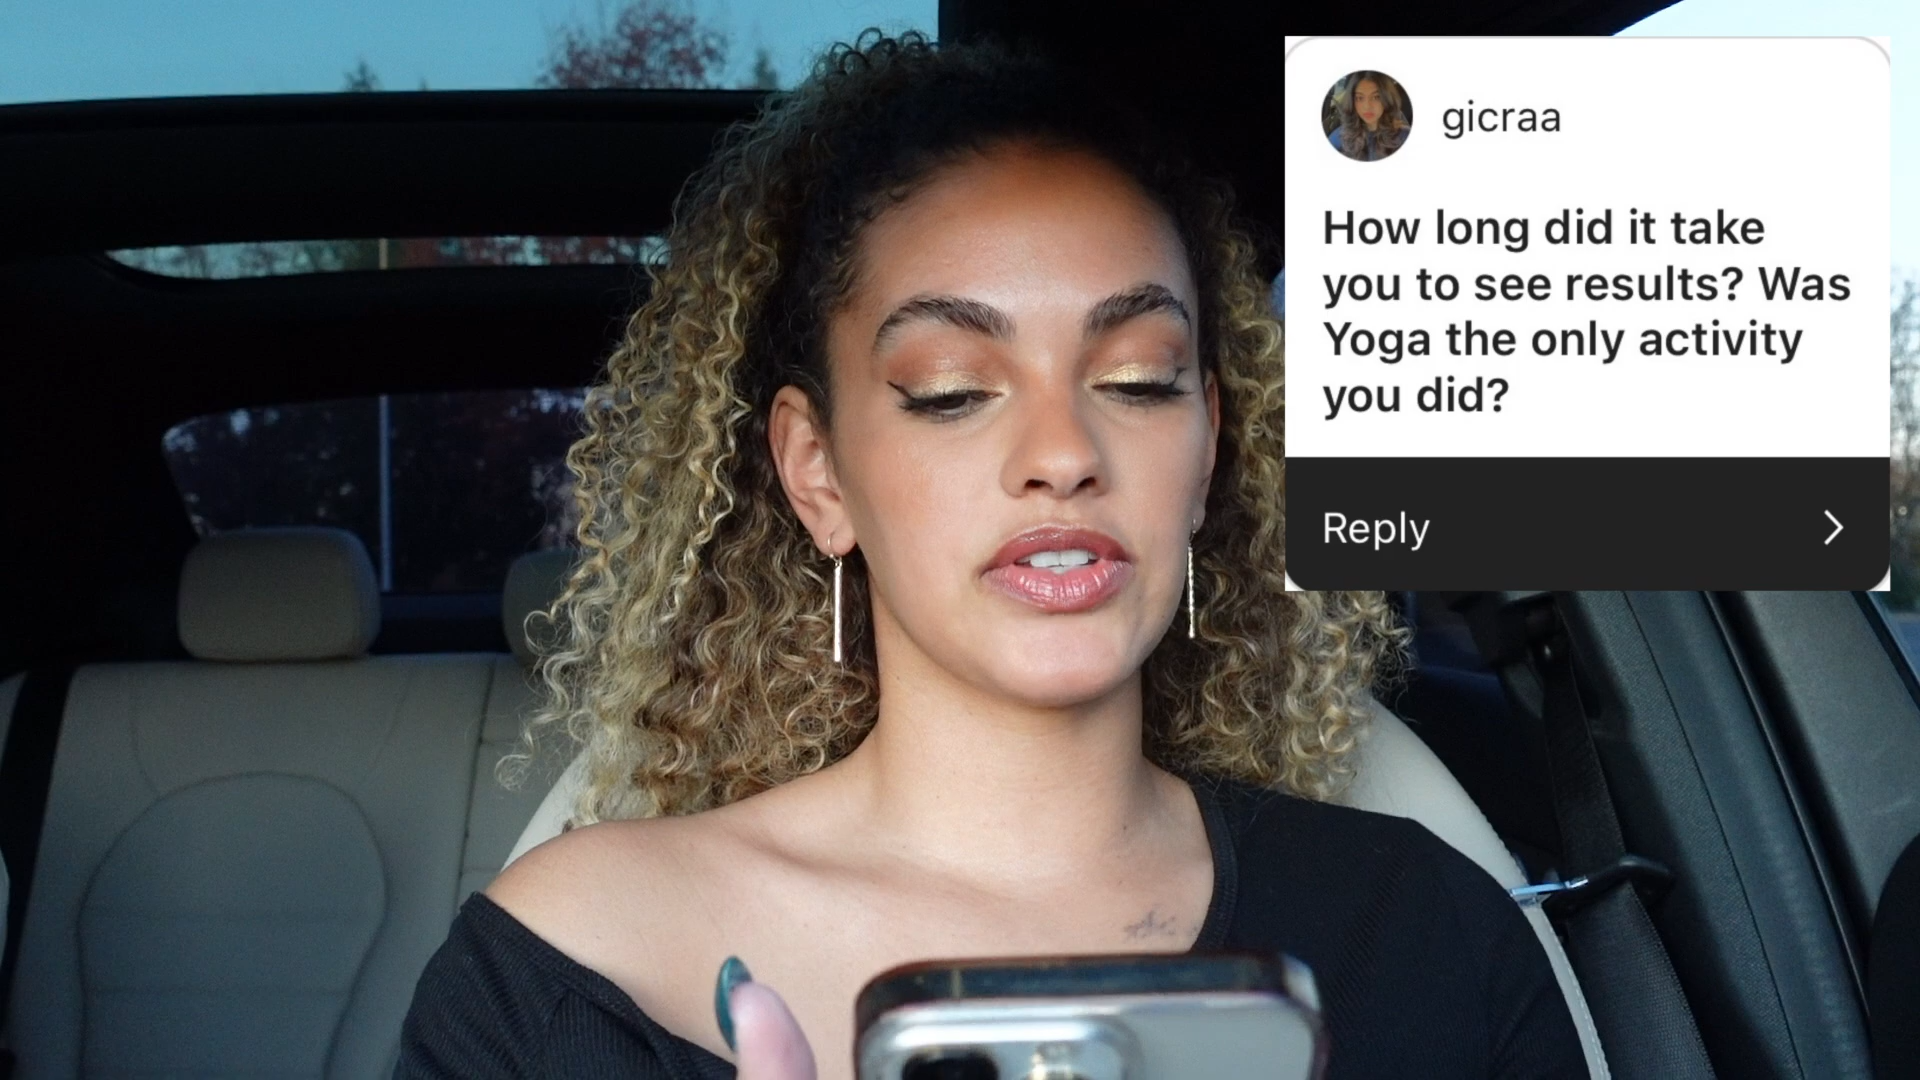 gicraa
How long did it take
you to see results? Was
Yoga the only activity
you did?
Reply